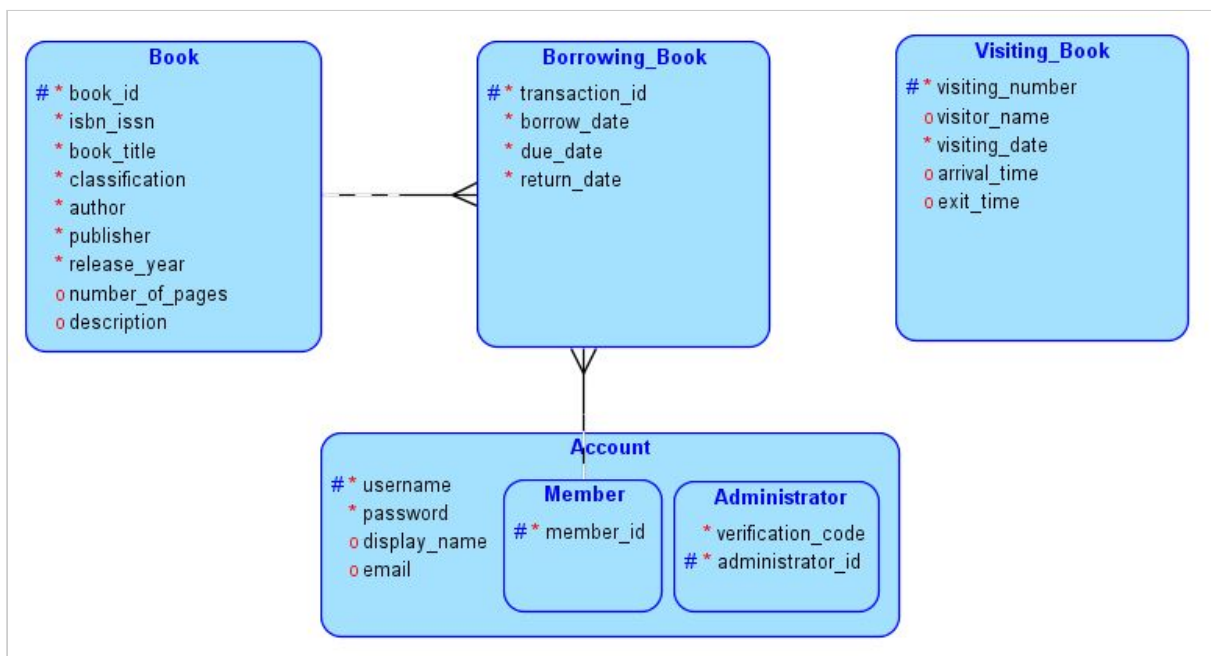 Book
# * book_id
* isbn_issn
* book_title
* classification
* author
* publisher
* release_year
o number_of_pages
o description
Borrowing_Book
# * transaction_id
* borrow_date
* due_date
* return_date
Visiting_Book
# * visiting_number
o visitor_name
* visiting_date
o arrival_time
o exit_time
Account
# * username
* password
o display_name
o email
Member
# * member_id
Administrator
* verification_code
# * administrator_id